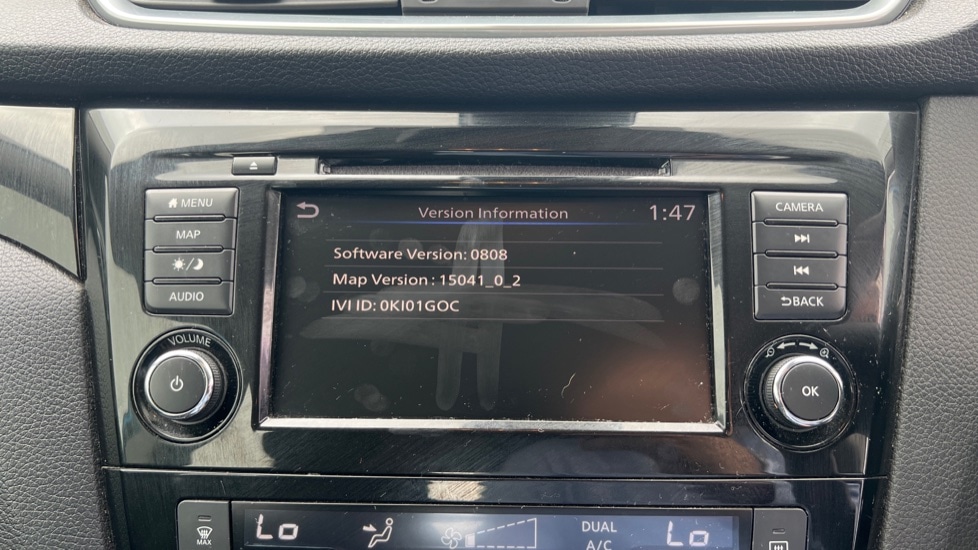 MENU
MAP
AUDIO
VOLUME
Version Information 1:47
Software Version: 0808
Map Version : 15041_0_2
IVI ID: 0KI01GOC
CAMERA
BACK
OK
MAX
Lo
DUAL
A/C
Lo